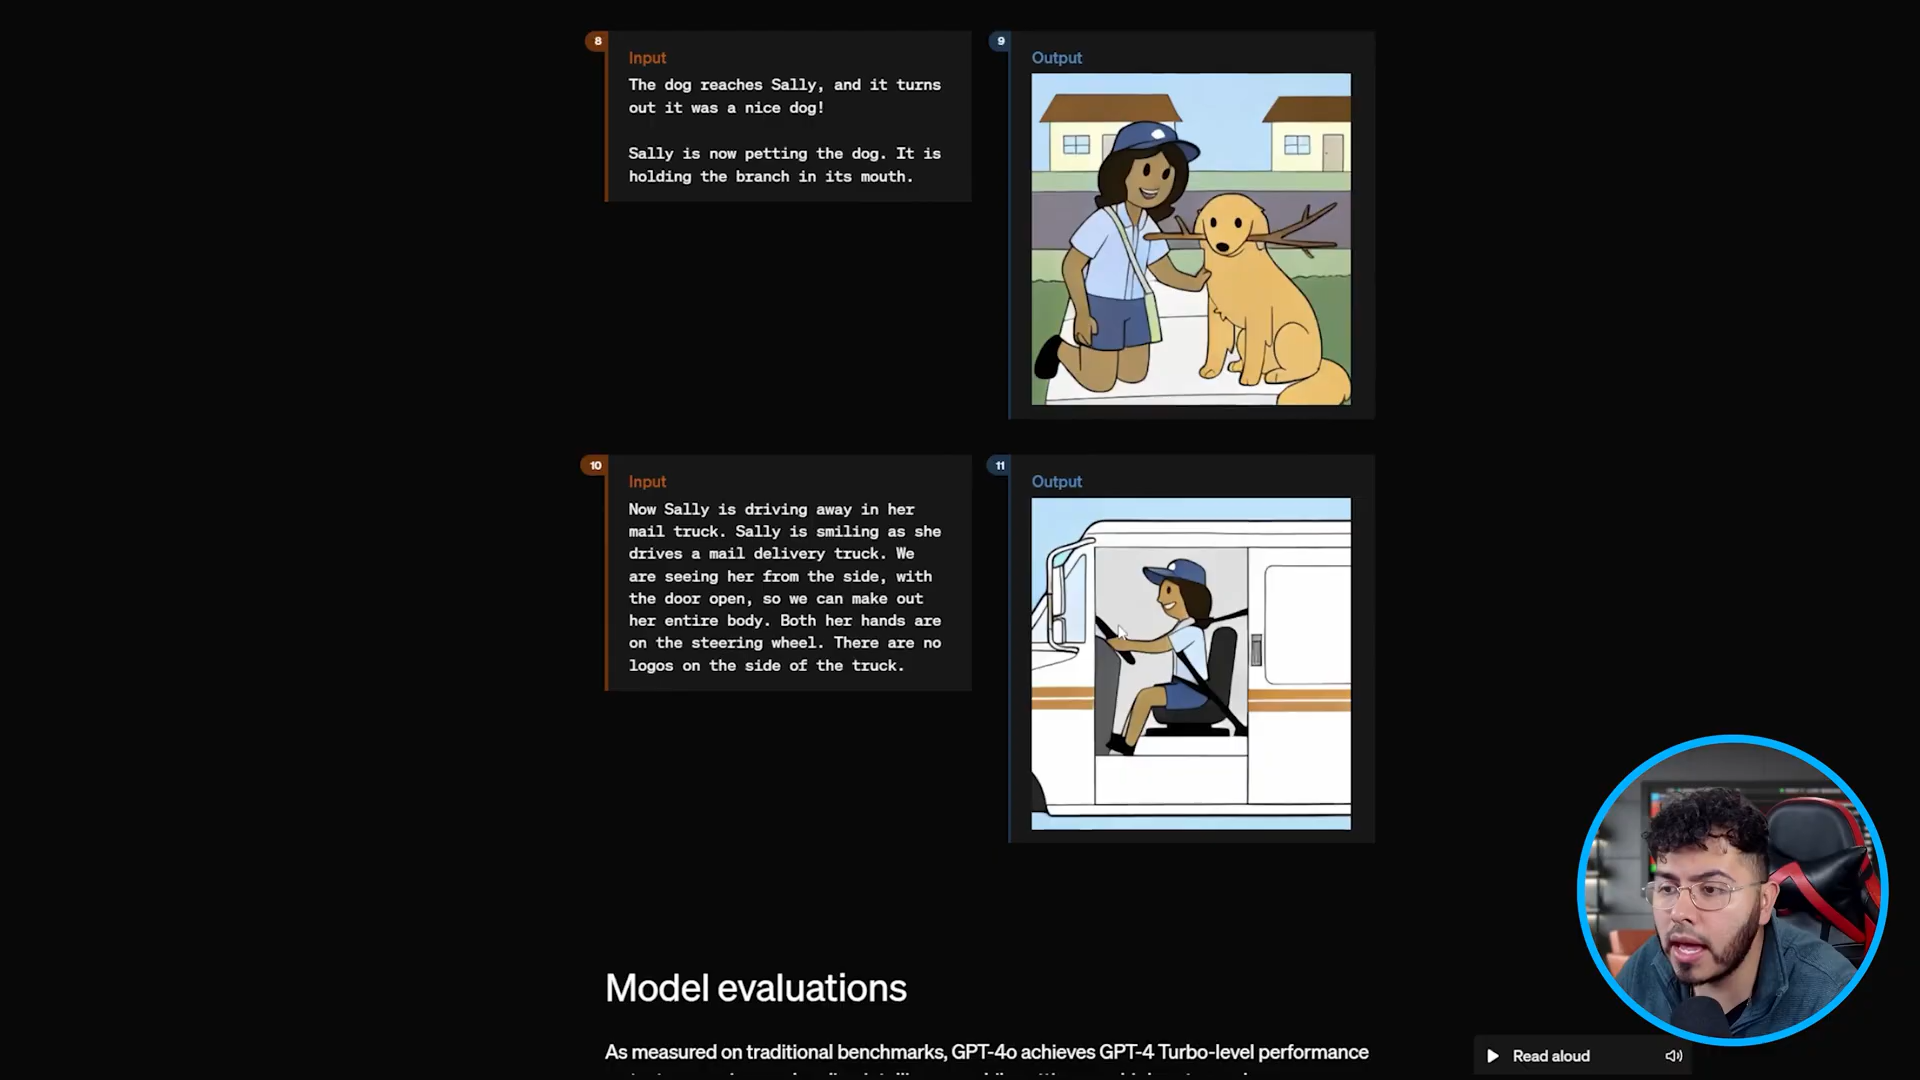 8
Input
The dog reaches Sally, and it turns
out it was a nice dog!
Sally is now petting the dog. It is
holding the branch in its mouth.
9
Output
10
Input
Now Sally is driving away in her
mail truck. Sally is smiling as she
drives a mail delivery truck. We
are seeing her from the side, with
the door open, so we can make out
her entire body. Both her hands are
on the steering wheel. There are no
logos on the side of the truck.
11
Output
Model evaluations
As measured on traditional benchmarks, GPT-4o achieves GPT-4 Turbo-level performance
Read aloud